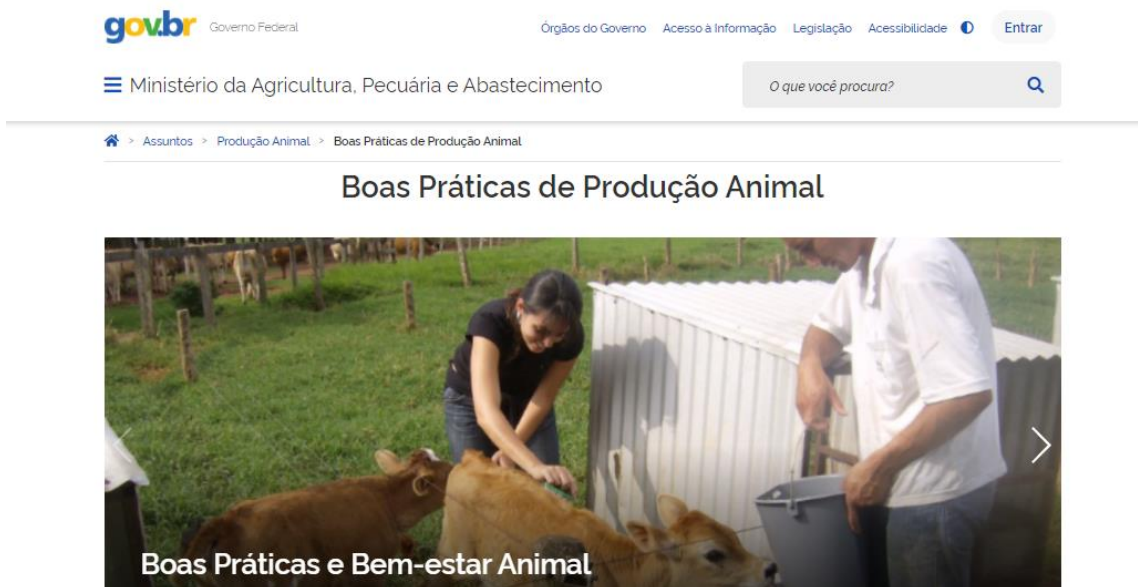 gov.br Governo Federal Órgãos do Governo Acesso à Informação Legislação Acessibilidade Entrar
Ministério da Agricultura, Pecuária e Abastecimento O que você procura?
> Assuntos > Produção Animal > Boas Práticas de Produção Animal
Boas Práticas de Produção Animal
Boas Práticas e Bem-estar Animal